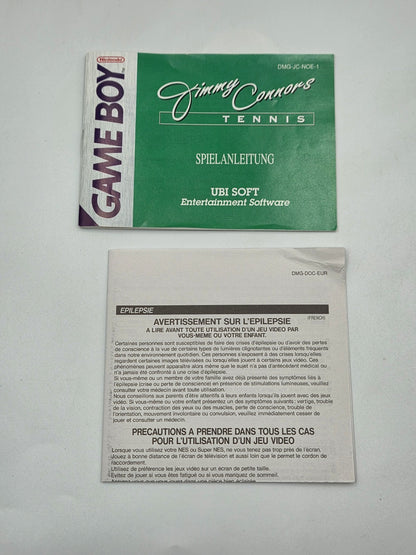 Nintendo
GAME BOY
DMG-JC-NOE-1
Jimmy Connors
TENNIS
SPIELANLEITUNG
UBI SOFT
Entertainment Software
DMG-DOC-EUR
EPILEPSIE
AVERTISSEMENT SUR L'EPILEPSIE
(FRENCH)
A LIRE AVANT TOUTE UTILISATION D'UN JEU VIDEO PAR
VOUS-MEME OU VOTRE ENFANT.
Certaines personnes sont susceptibles de faire des crises d'épilepsie ou d'avoir des pertes
de conscience à la vue de certains types de lumières clignotantes ou d'éléments fréquents
dans notre environnement quotidien. Ces personnes s'exposent à des crises lorsqu'elles
regardent certaines images télévisées ou lorsqu'elles jouent à certains jeux vidéo. Ces
phénomènes peuvent apparaître alors même que le sujet n'a pas d'antécédent médical ou
n'a jamais été confronté à une crise d'épilepsie.
Si vous-même ou un membre de votre famille avez déjà présenté des symptômes liés à
l'épilepsie (crise ou perte de conscience) en présence de stimulations lumineuses, veuillez
consulter votre médecin avant toute utilisation.
Nous conseillons aux parents d'être attentifs à leurs enfants lorsqu'ils jouent avec des jeux
vidéo. Si vous-même ou votre enfant présentez un des symptômes suivants: vertige, trouble
de la vision, contraction des yeux ou des muscles, perte de conscience, trouble de
l'orientation, mouvement involontaire ou convulsion, veuillez immédiatement cesser de
jouer et consulter un médecin.
PRECAUTIONS A PRENDRE DANS TOUS LES CAS
POUR L'UTILISATION D'UN JEU VIDEO
Lorsque vous utilisez votre NES ou Super NES, ne vous tenez pas trop près de l'écran.
Jouez à bonne distance de l'écran de télévision et aussi loin que le permet le cordon de
raccordement.
Utilisez de préférence les jeux vidéo sur un écran de petite taille.
Evitez de jouer si vous êtes fatigué ou si vous manquez de sommeil.
Assurez-vous que vous jouez dans une pièce bien éclairée.